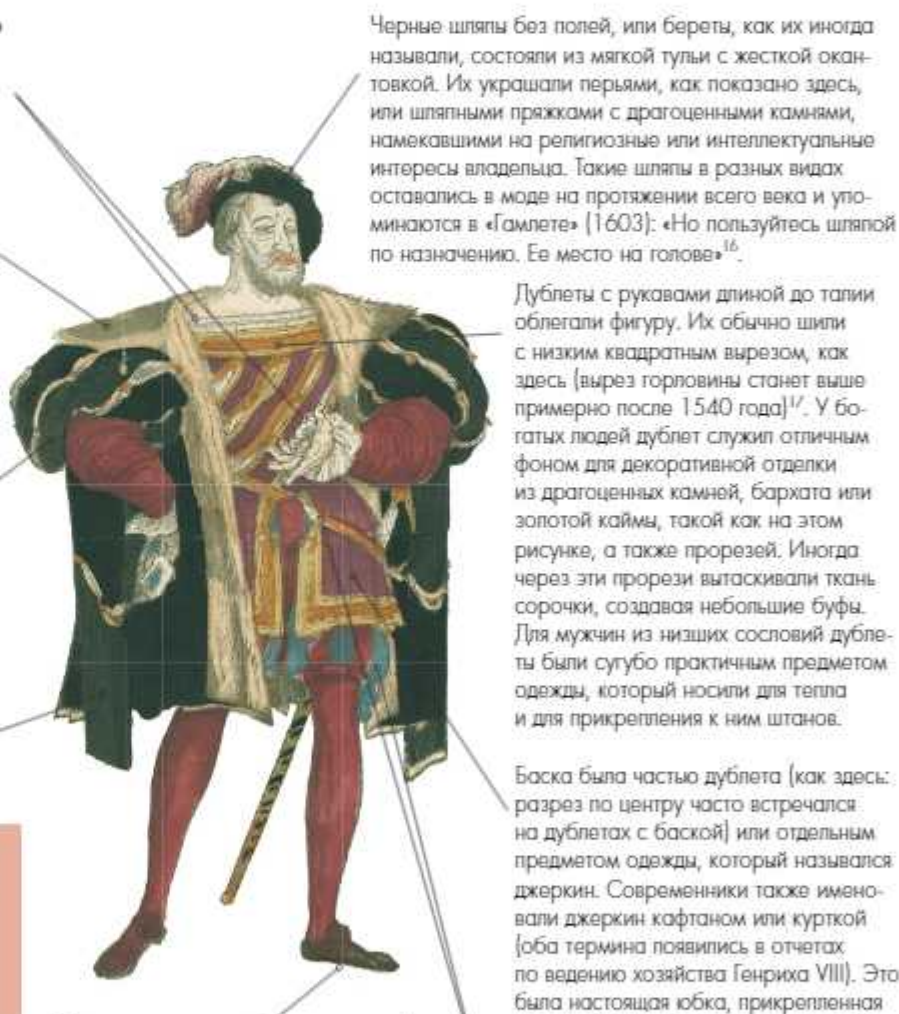 Черные шляпы без полей, или береты, как их иногда
называли, состояли из мягкой тульи с жесткой окан-
товкой. Их украшали перьями, как показано здесь,
или шляпными пряжками с драгоценными камнями,
намекавшими на религиозные или интеллектуальные
интересы владельца. Такие шляпы в разных видах
оставались в моде на протяжении всего века и упо-
минаются в «Гамлете» (1603): «Но пользуйтесь шляпой
по назначению. Ее место на голове»16.
Дублеты с рукавами длиной до талии
облегали фигуру. Их обычно шили
с низким квадратным вырезом, как
здесь (вырез горловины станет выше
примерно после 1540 года)17. У бо-
гатых людей дублет служил отличным
фоном для декоративной отделки
из драгоценных камней, бархата или
золотой каймы, такой как на этом
рисунке, а также прорезей. Иногда
через эти прорези вытаскивали ткань
сорочки, создавая небольшие буфы.
Для мужчин из низших сословий дубле-
ты были сугубо практичным предметом
одежды, который носили для тепла
и для прикрепления к ним штанов.
Баска была частью дублета (как здесь:
разрез по центру часто встречался
на дублетах с баской) или отдельным
предметом одежды, который назывался
джеркин. Современники также имено-
вали джеркин кафтаном или курткой
(оба термина появились в отчетах
по ведению хозяйства Генриха VIII). Это
была настоящая юбка, прикрепленная